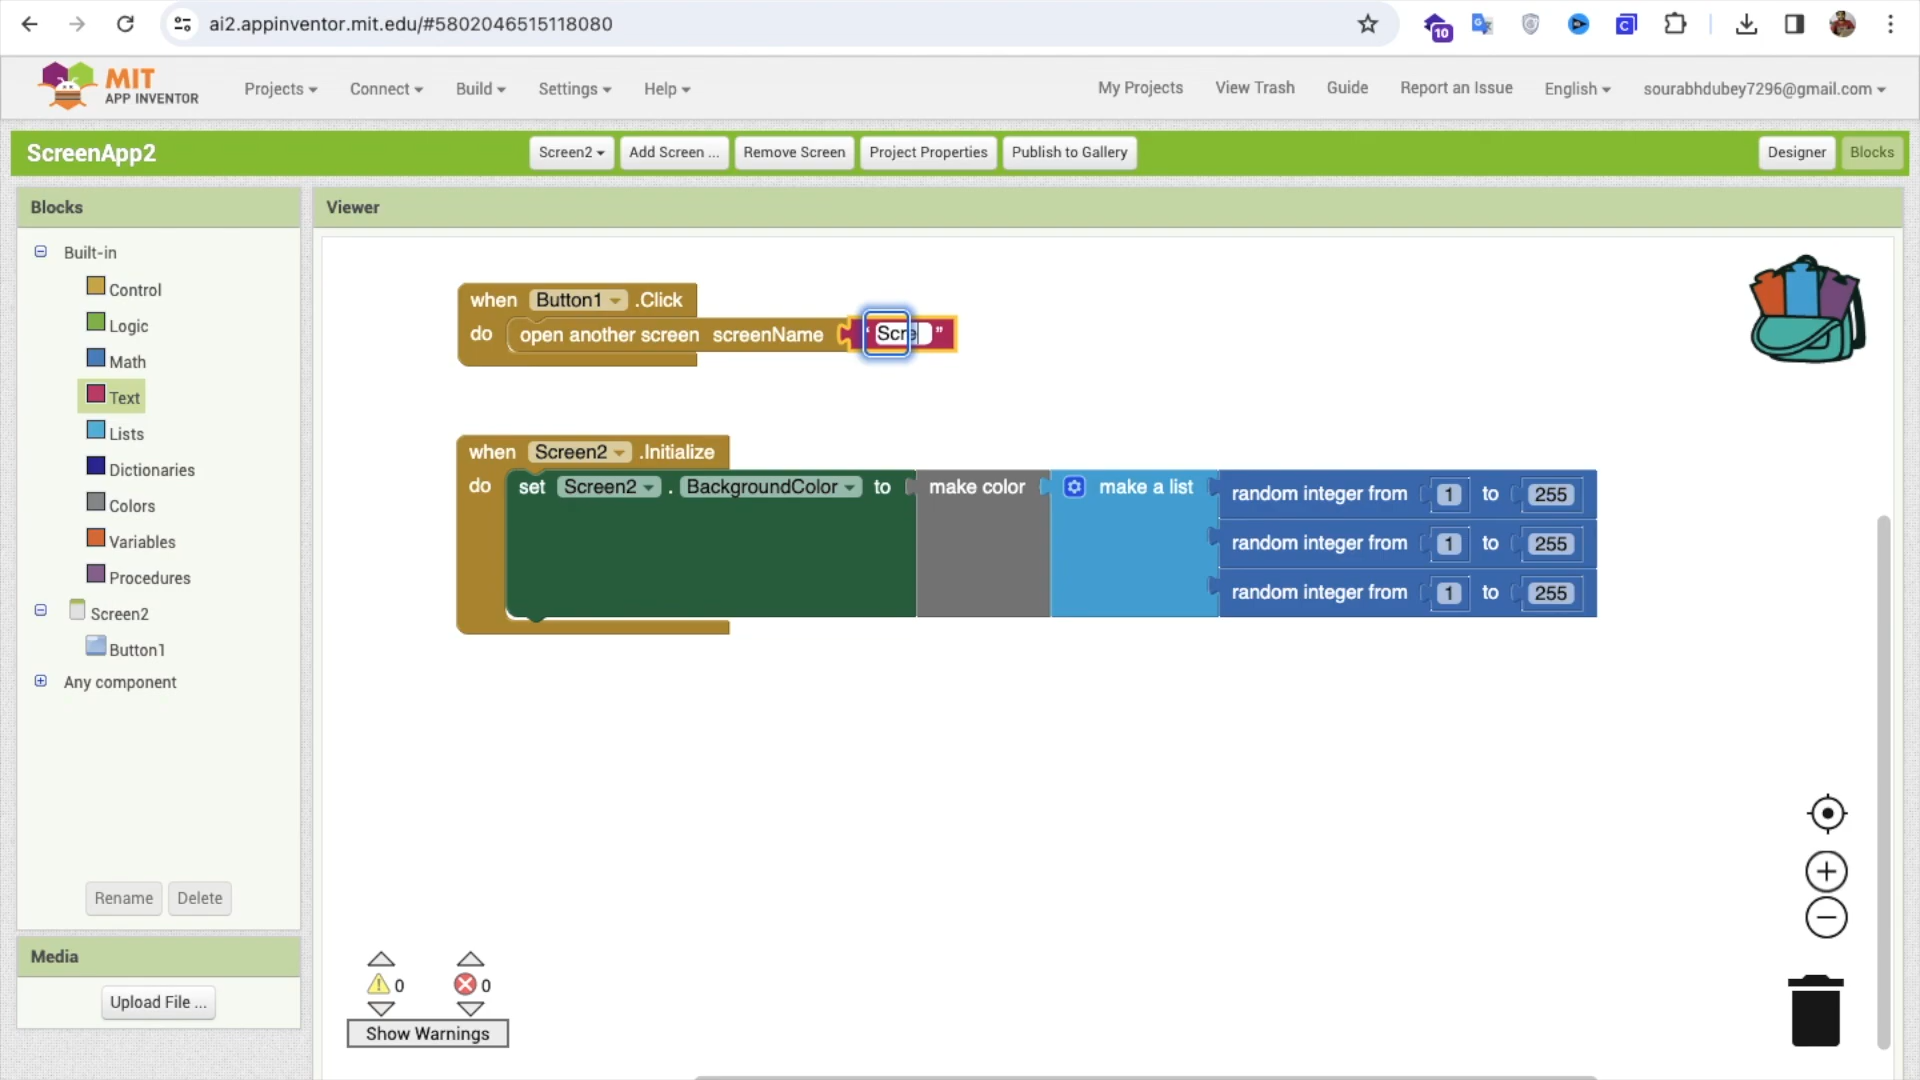 ai2.appinventor.mit.edu/#5802046515118080
10
MIT
APP INVENTOR
Projects
Connect
Build
Settings
Help
My Projects
View Trash
Guide
Report an Issue
English
sourabhdubey7296@gmail.com
ScreenApp2
Screen2
Add Screen ...
Remove Screen
Project Properties
Publish to Gallery
Designer
Blocks
Blocks
Built-in
Control
Logic
Math
Text
Lists
Dictionaries
Colors
Variables
Procedures
Screen2
Button1
Any component
Rename
Delete
Media
Upload File ...
Viewer
when Button1 .Click
do open another screen screenName “ Scre ”
when Screen2 .Initialize
do set Screen2 . BackgroundColor to make color make a list random integer from 1 to 255
random integer from 1 to 255
random integer from 1 to 255
0 0
Show Warnings